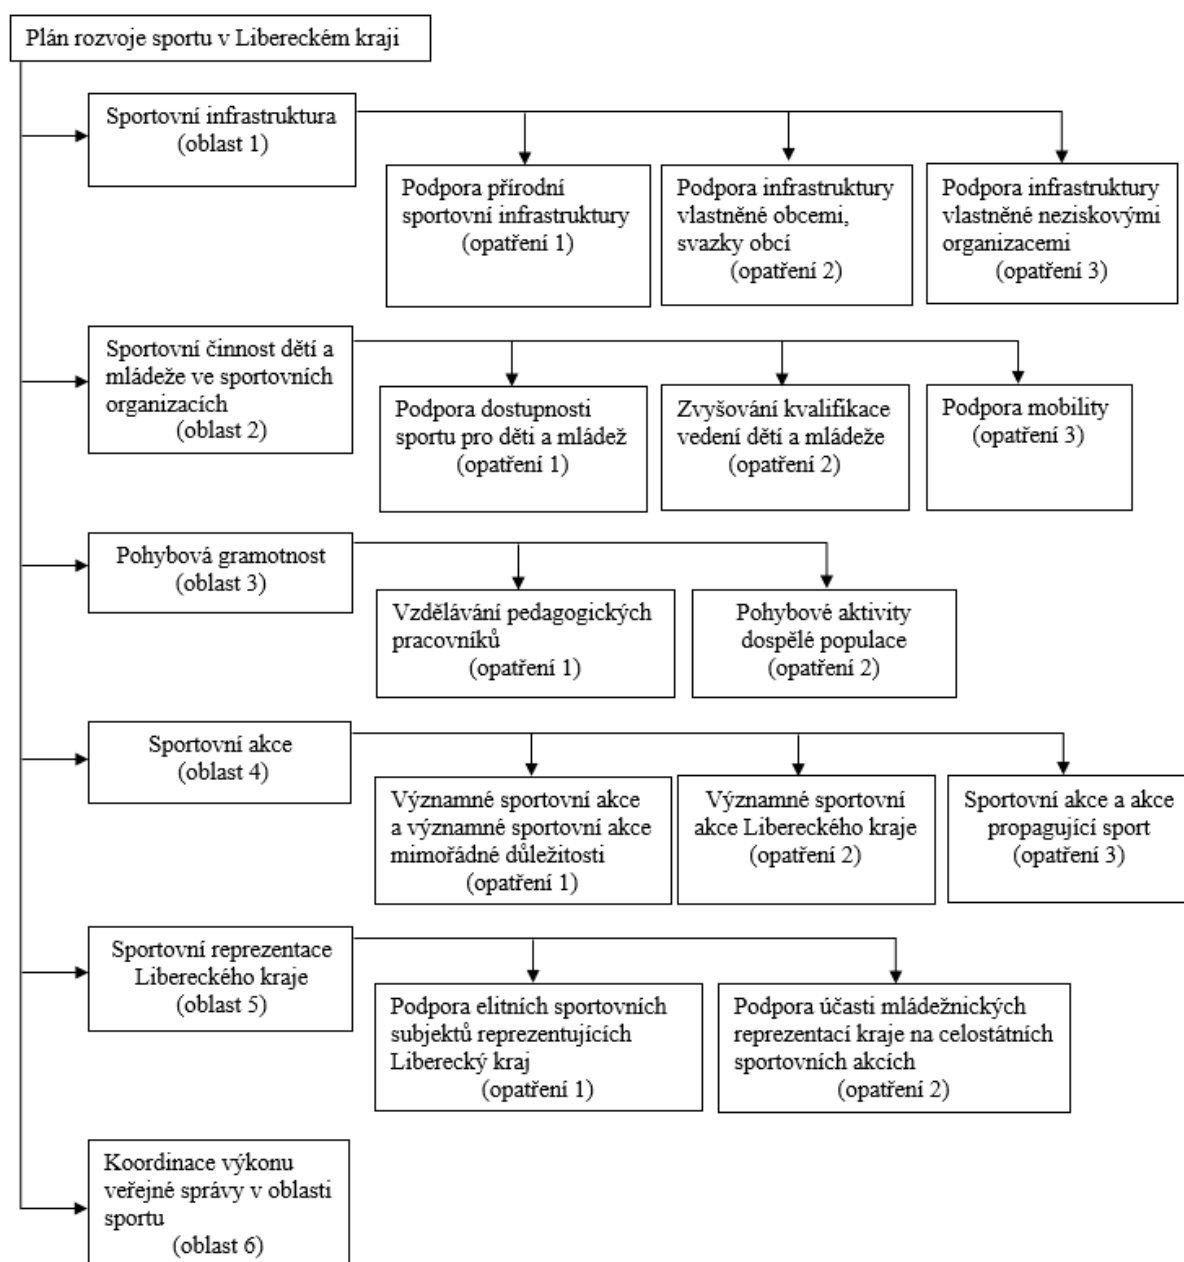 Plán rozvoje sportu v Libereckém kraji
Sportovní infrastruktura
(oblast 1)
Podpora přírodní
sportovní infrastruktury
(opatření 1)
Podpora infrastruktury
vlastněné obcemi,
svazky obcí
(opatření 2)
Podpora infrastruktury
vlastněné neziskovými
organizacemi
(opatření 3)
Sportovní činnost dětí a
mládeže ve sportovních
organizacích
(oblast 2)
Podpora dostupnosti
sportu pro děti a mládež
(opatření 1)
Zvyšování kvalifikace
vedení dětí a mládeže
(opatření 2)
Podpora mobility
(opatření 3)
Pohybová gramotnost
(oblast 3)
Vzdělávání pedagogických
pracovníků
(opatření 1)
Pohybové aktivity
dospělé populace
(opatření 2)
Sportovní akce
(oblast 4)
Významné sportovní akce
a významné sportovní akce
mimořádné důležitosti
(opatření 1)
Významné sportovní
akce Libereckého kraje
(opatření 2)
Sportovní akce a akce
propagující sport
(opatření 3)
Sportovní reprezentace
Libereckého kraje
(oblast 5)
Podpora elitních sportovních
subjektů reprezentujících
Liberecký kraj
(opatření 1)
Podpora účasti mládežnických
reprezentací kraje na celostátních
sportovních akcích
(opatření 2)
Koordinace výkonu
veřejné správy v oblasti
sportu
(oblast 6)